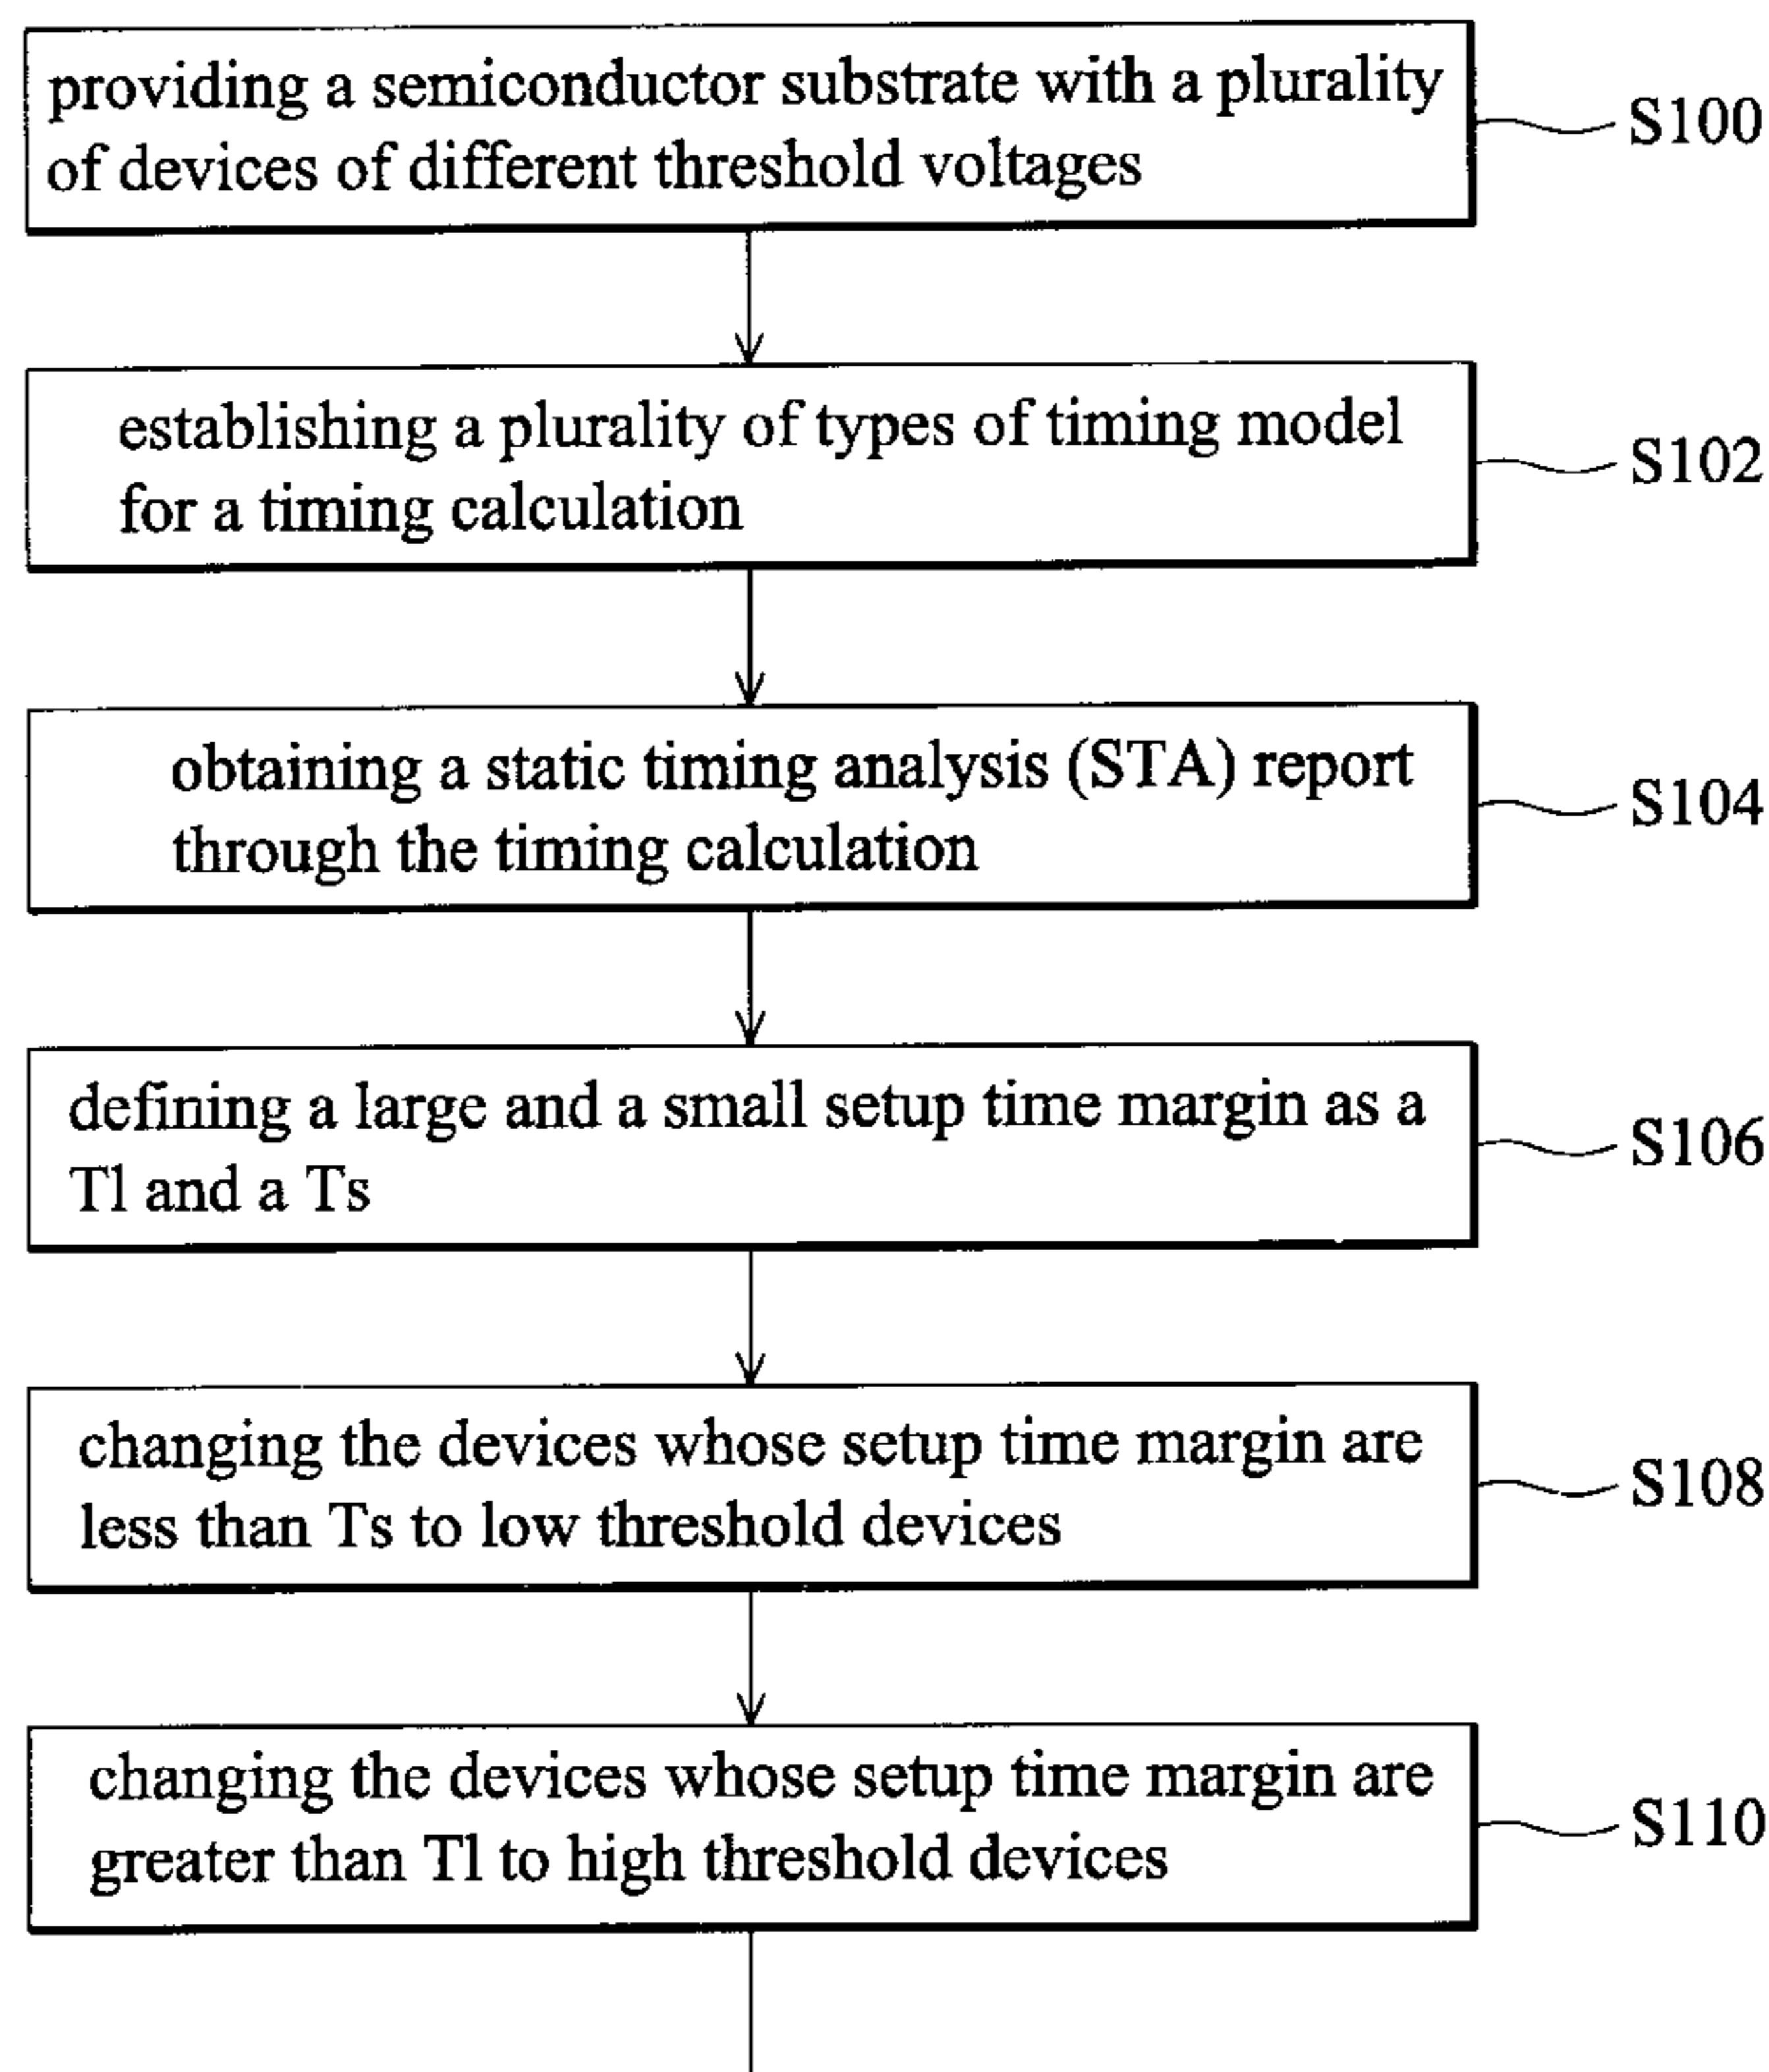 providing a semiconductor substrate with a plurality
of devices of different threshold voltages
S100
establishing a plurality of types of timing model
for a timing calculation
S102
obtaining a static timing analysis (STA) report
through the timing calculation
S104
defining a large and a small setup time margin as a
Tl and a Ts
S106
changing the devices whose setup time margin are
less than Ts to low threshold devices
S108
changing the devices whose setup time margin are
greater than Tl to high threshold devices
S110